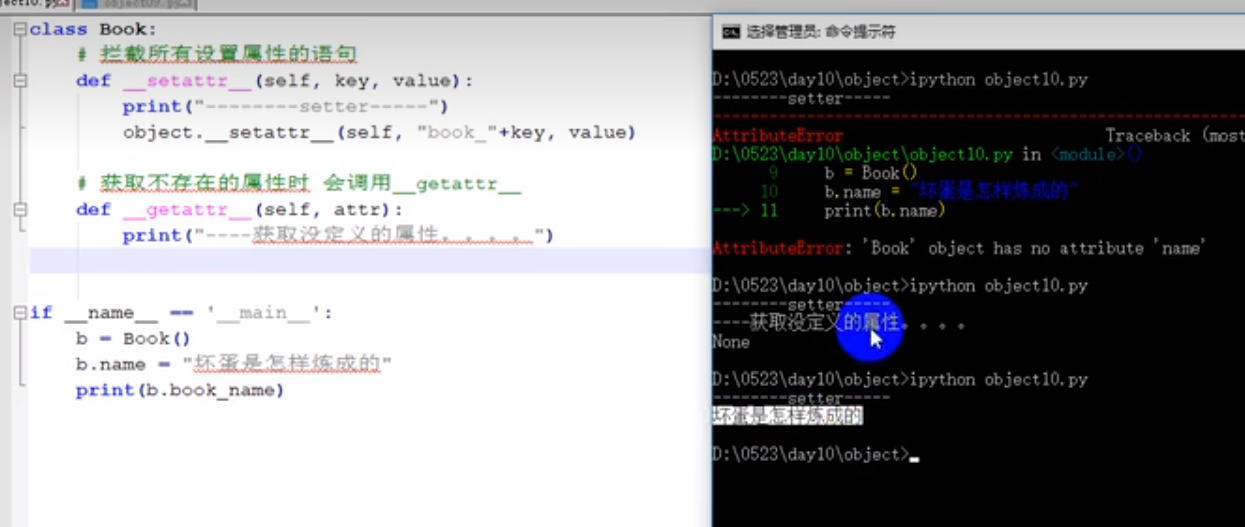 object09.py
class Book:
# 拦截所有设置属性的语句
def __setattr__(self, key, value):
print("--------setter-----")
object.__setattr__(self, "book_"+key, value)
# 获取不存在的属性时 会调用__getattr__
def __getattr__(self, attr):
print("----获取没定义的属性。。。。")
if __name__ == '__main__':
b = Book()
b.name = "坏蛋是怎样炼成的"
print(b.book_name)
选择管理员: 命令提示符
D:\0523\day10\object>ipython object10.py
--------setter-----
AttributeError Traceback (most
D:\0523\day10\object\object10.py in <module>()
9 b = Book()
10 b.name = "坏蛋是怎样炼成的"
---> 11 print(b.name)
AttributeError: 'Book' object has no attribute 'name'
D:\0523\day10\object>ipython object10.py
--------setter-----
----获取没定义的属性。。。。
None
D:\0523\day10\object>ipython object10.py
--------setter-----
坏蛋是怎样炼成的
D:\0523\day10\object>